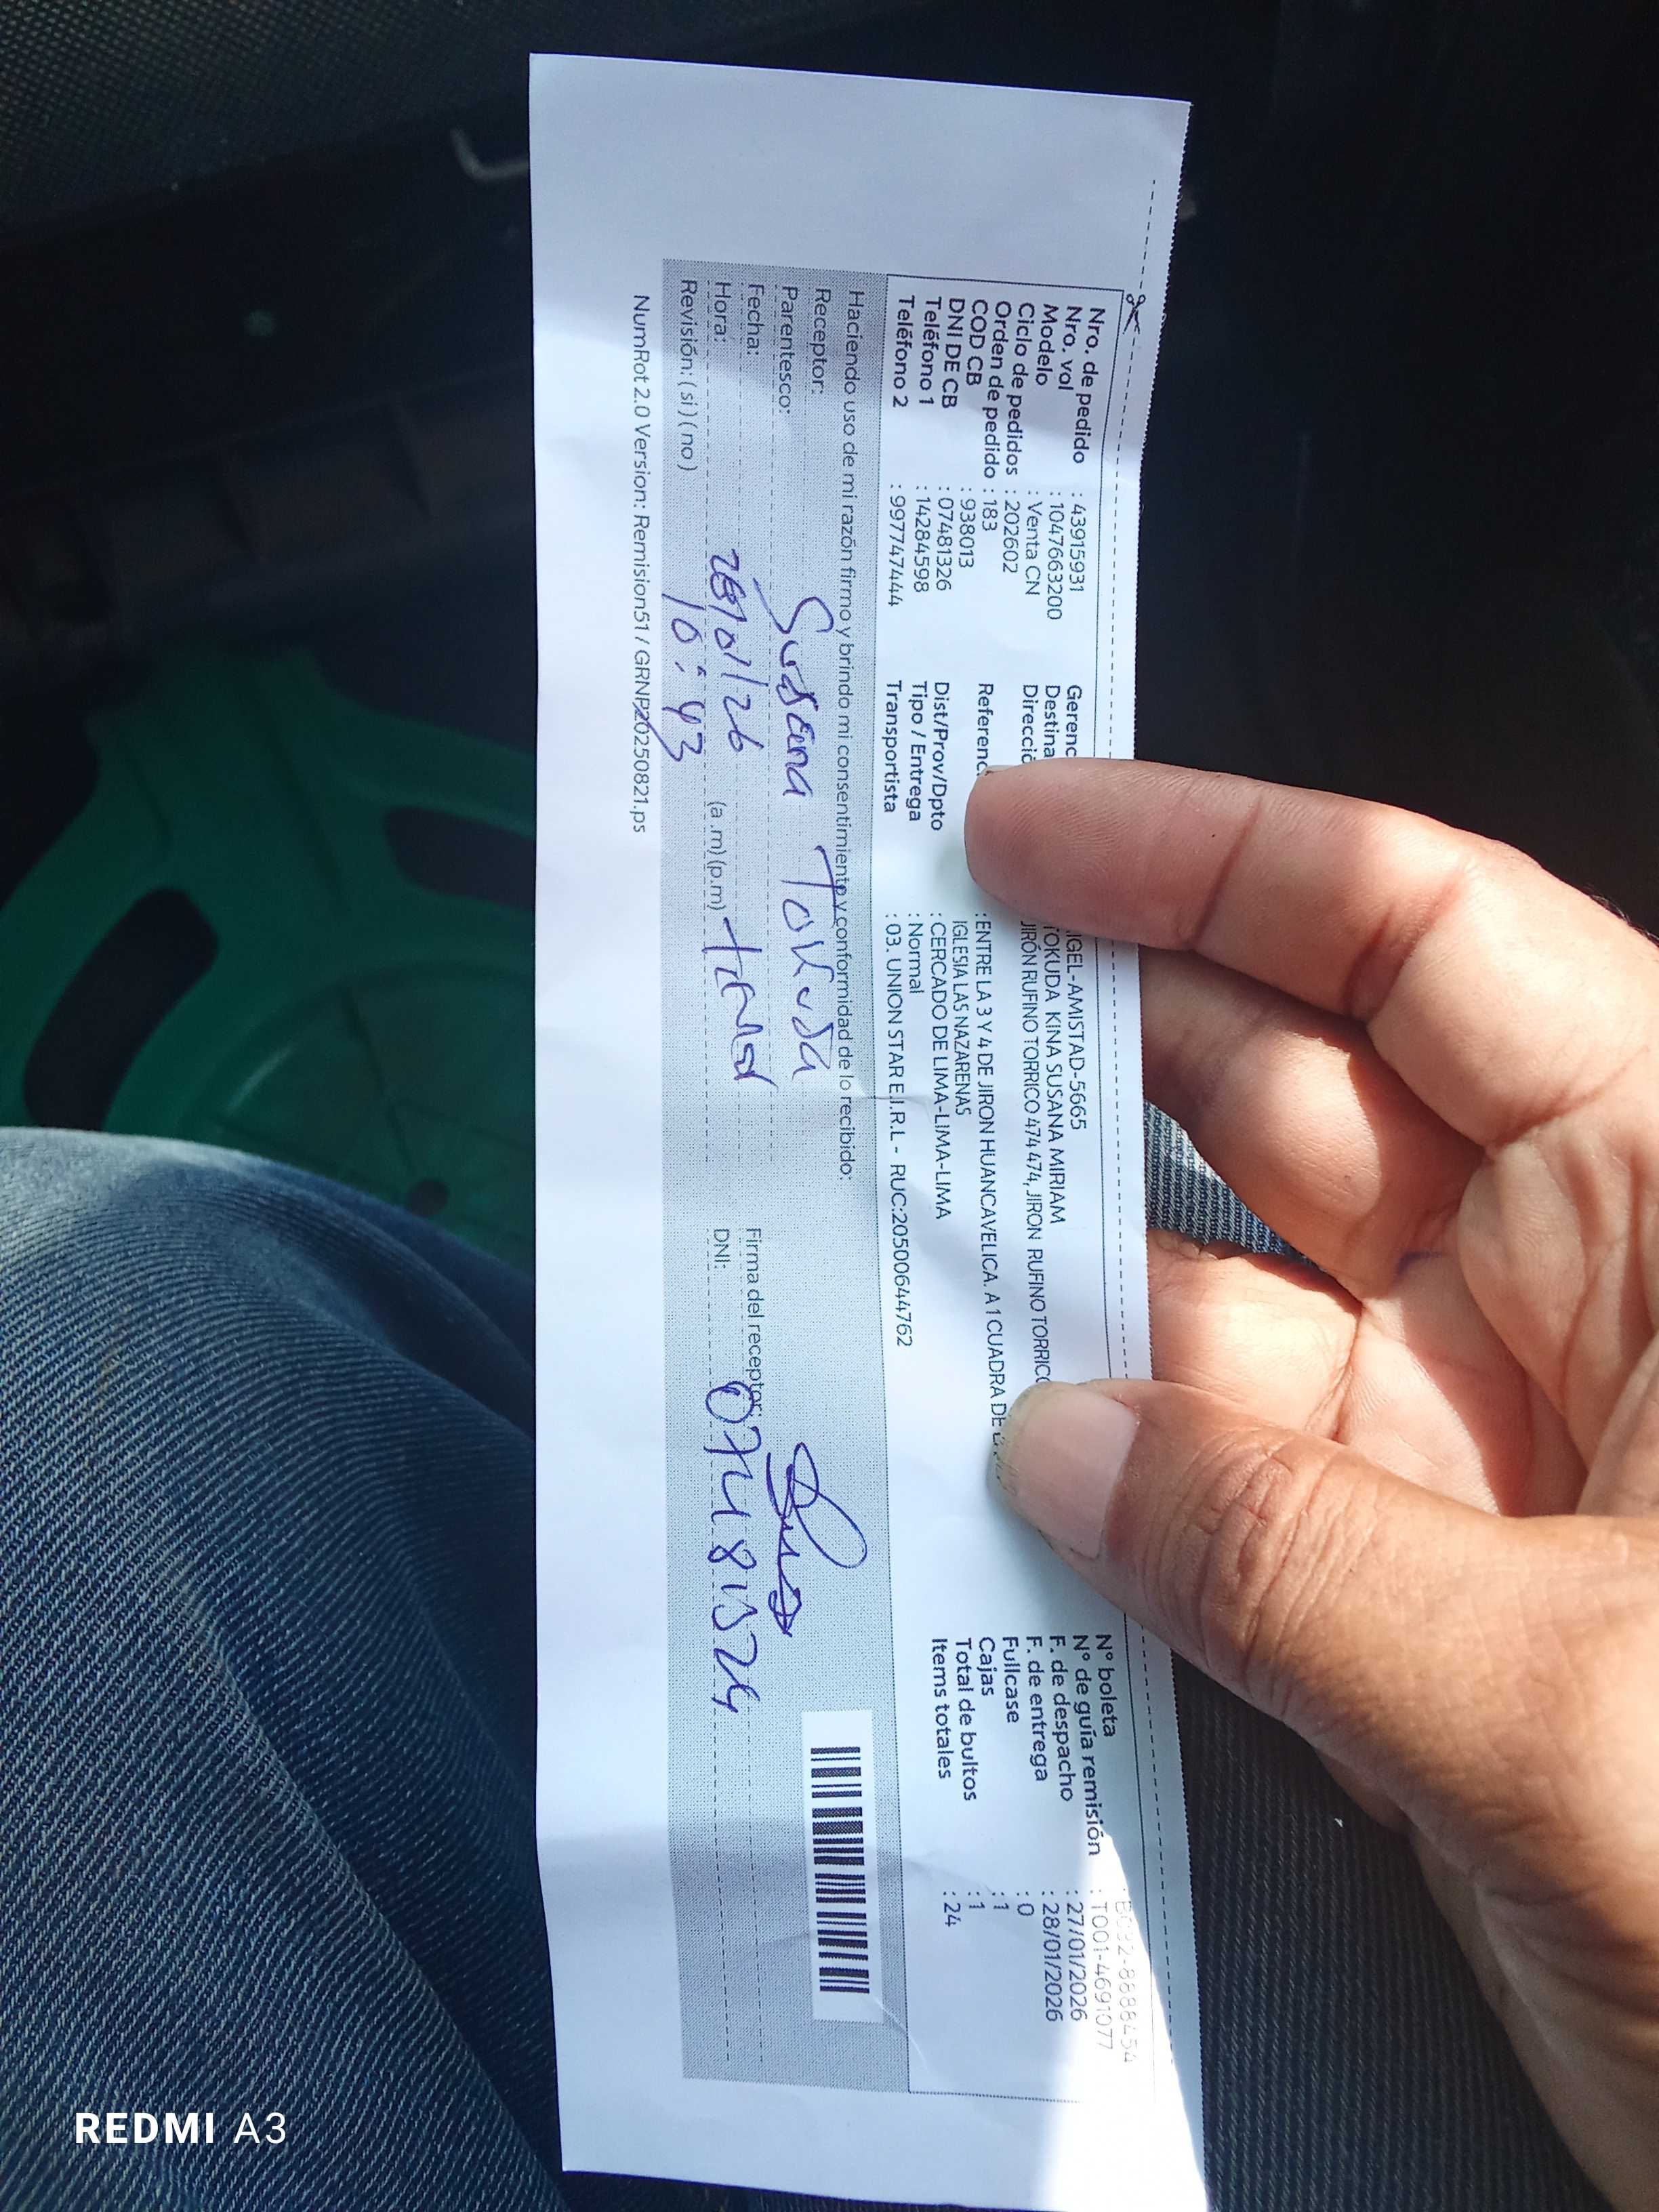 Nro. de pedido : 43915931
Nro. vol : 1047663200
Modelo : Venta CN
Ciclo de pedidos : 202602
Orden de pedido : 183
COD CB : 938013
DNI DE CB : 07481326
Teléfono 1 : 14284598
Teléfono 2 : 997747444
Gerenc IGEL-AMISTAD-5665
Destina TOKUDA KINA SUSANA MIRIAM
Direcció JIRÓN RUFINO TORRICO 474 474, JIRON RUFINO TORRICO
Referenc : ENTRE LA 3 Y 4 DE JIRON HUANCAVELICA. A 1 CUADRA DE
IGLESIA LAS NAZARENAS
Dist/Prov/Dpto : CERCADO DE LIMA-LIMA-LIMA
Tipo / Entrega : Normal
Transportista : 03. UNION STAR E.I.R.L - RUC:20500644762
N° boleta
N° de guía remisión : T001-4691077
F. de despacho : 27/01/2026
F. de entrega : 28/01/2026
Fullcase : 0
Cajas : 1
Total de bultos : 1
Items totales : 24
Haciendo uso de mi razón firmo y brindo mi consentimiento y conformidad de lo recibido:
Receptor: Susana Tokuda
Parentesco:
Fecha: 28/01/26
Hora: 10:43 (a.m) (p.m)
Revisión: ( si ) ( no )
Firma del receptor:
DNI:
NumRot 2.0 Version: Remision51 / GRNP20250821.ps
REDMI A3